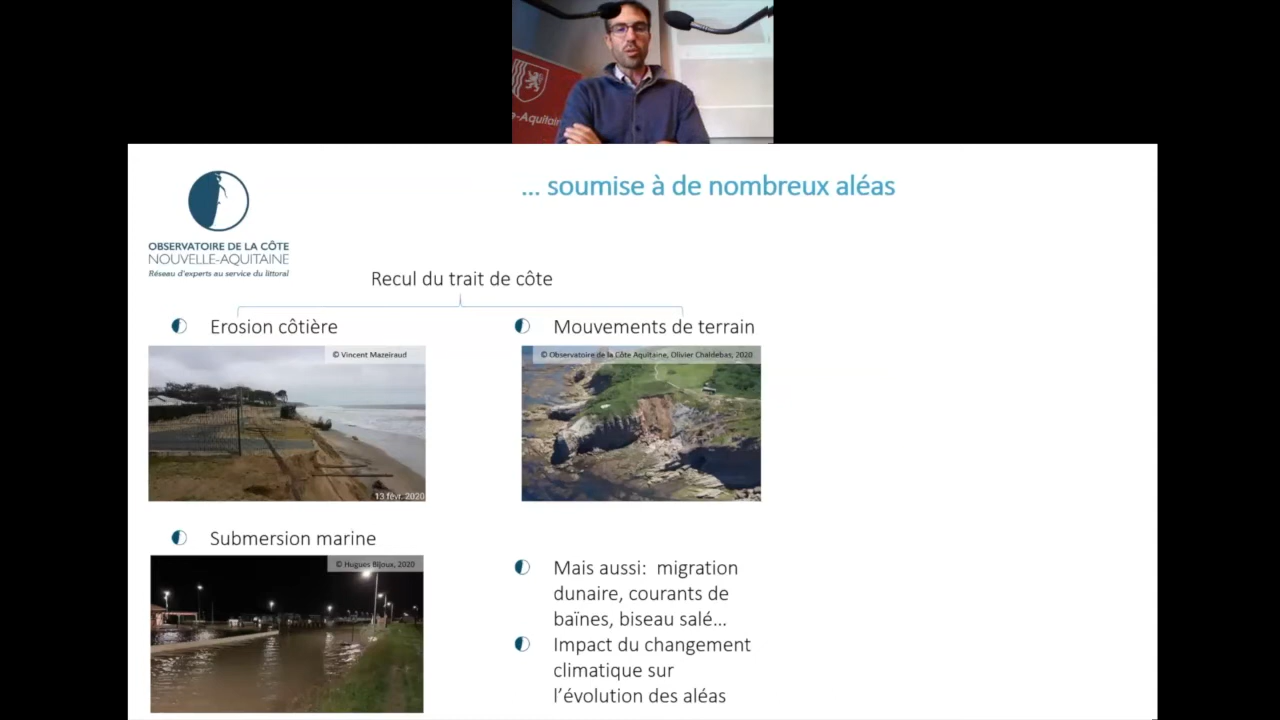 e-Aquitain
... soumise à de nombreux aléas
OBSERVATOIRE DE LA CÔTE
NOUVELLE-AQUITAINE
Réseau d'experts au service du littoral
Recul du trait de côte
Erosion côtière
© Vincent Mazeiraud
13 févr. 2020
Mouvements de terrain
© Observatoire de la Côte Aquitaine, Olivier Chaldebas, 2020
Submersion marine
© Hugues Bijoux, 2020
Mais aussi: migration
dunaire, courants de
baïnes, biseau salé...
Impact du changement
climatique sur
l'évolution des aléas